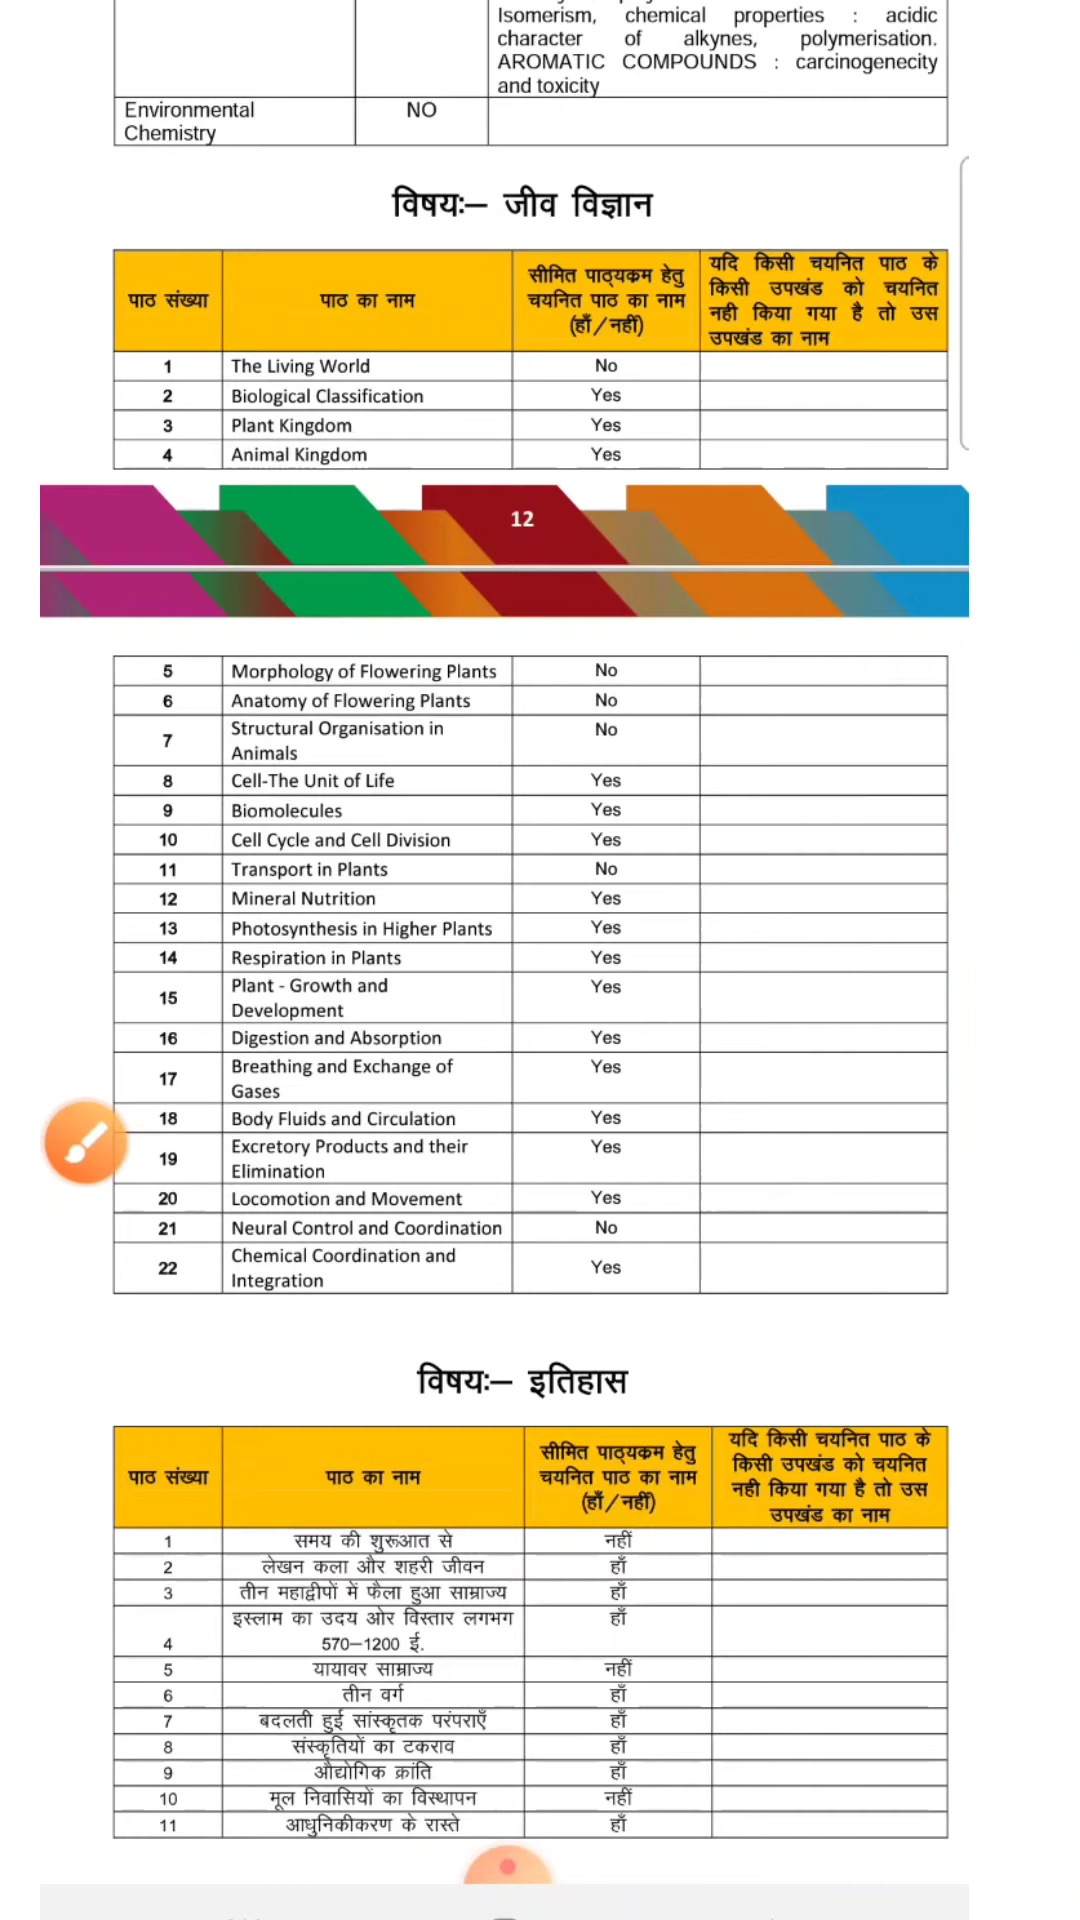 Isomerism, chemical properties : acidic
character of alkynes, polymerisation.
AROMATIC COMPOUNDS : carcinogenecity
and toxicity
Environmental NO
Chemistry
विषयः– जीव विज्ञान
पाठ संख्या पाठ का नाम सीमित पाठ्यक्रम हेतु चयनित पाठ का नाम (हाँ/नहीं) यदि किसी चयनित पाठ के किसी उपखंड को चयनित नही किया गया है तो उस उपखंड का नाम
1 The Living World No
2 Biological Classification Yes
3 Plant Kingdom Yes
4 Animal Kingdom Yes
12
5 Morphology of Flowering Plants No
6 Anatomy of Flowering Plants No
7 Structural Organisation in No
Animals
8 Cell-The Unit of Life Yes
9 Biomolecules Yes
10 Cell Cycle and Cell Division Yes
11 Transport in Plants No
12 Mineral Nutrition Yes
13 Photosynthesis in Higher Plants Yes
14 Respiration in Plants Yes
15 Plant - Growth and Yes
Development
16 Digestion and Absorption Yes
17 Breathing and Exchange of Yes
Gases
18 Body Fluids and Circulation Yes
19 Excretory Products and their Yes
Elimination
20 Locomotion and Movement Yes
21 Neural Control and Coordination No
22 Chemical Coordination and Yes
Integration
विषयः– इतिहास
पाठ संख्या पाठ का नाम सीमित पाठ्यक्रम हेतु चयनित पाठ का नाम (हाँ/नहीं) यदि किसी चयनित पाठ के किसी उपखंड को चयनित नही किया गया है तो उस उपखंड का नाम
1 समय की शुरूआत से नहीं
2 लेखन कला और शहरी जीवन हाँ
3 तीन महाद्वीपों में फैला हुआ साम्राज्य हाँ
इस्लाम का उदय ओर विस्तार लगभग हाँ
4 570–1200 ई.
5 यायावर साम्राज्य नहीं
6 तीन वर्ग हाँ
7 बदलती हुई सांस्कृतक परंपराएँ हाँ
8 संस्कृतियों का टकराव हाँ
9 औद्योगिक क्रांति हाँ
10 मूल निवासियों का विस्थापन नहीं
11 आधुनिकीकरण के रास्ते हाँ